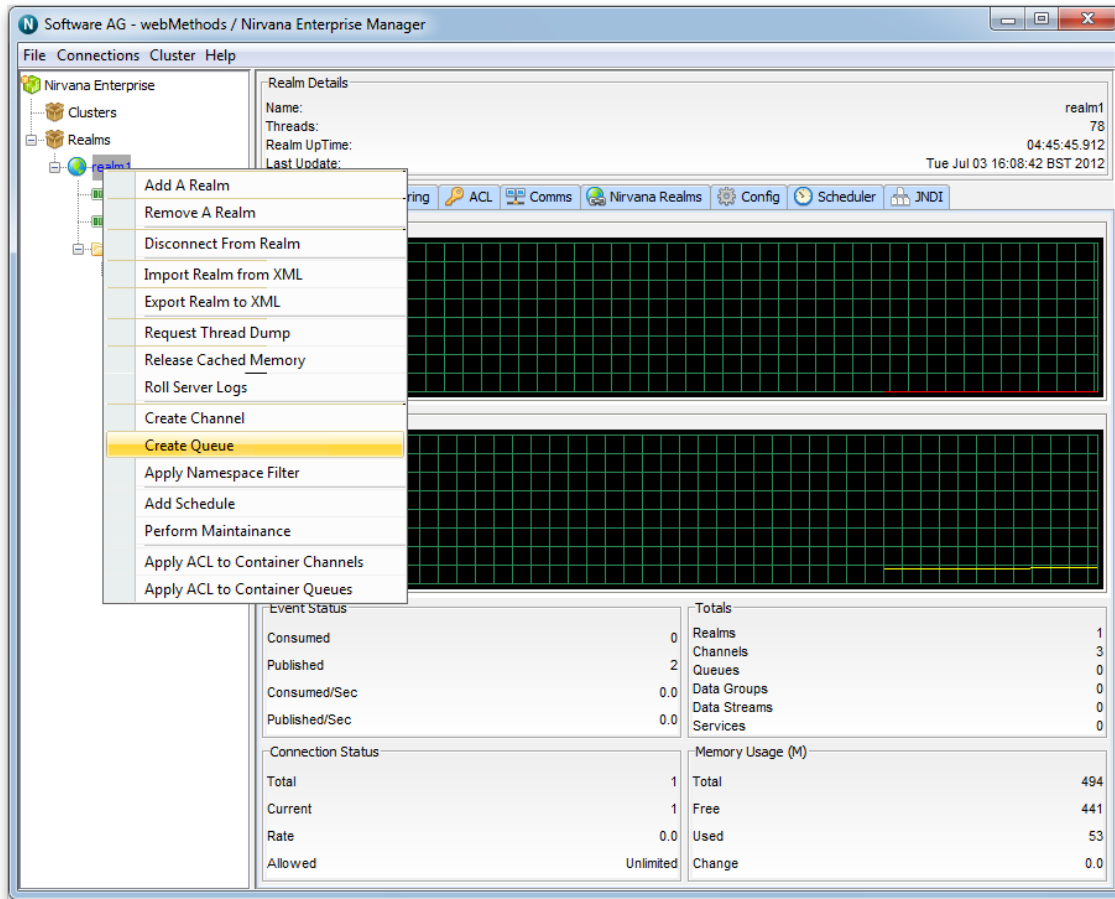 Software AG - webMethods / Nirvana Enterprise Manager
File Connections Cluster Help
Nirvana Enterprise
Clusters
Realms
realm1
Add A Realm
Remove A Realm
Disconnect From Realm
Import Realm from XML
Export Realm to XML
Request Thread Dump
Release Cached Memory
Roll Server Logs
Create Channel
Create Queue
Apply Namespace Filter
Add Schedule
Perform Maintainance
Apply ACL to Container Channels
Apply ACL to Container Queues
Realm Details
Name: realm1
Threads: 78
Realm UpTime: 04:45:45.912
Last Update: Tue Jul 03 16:08:42 BST 2012
ACL Comms Nirvana Realms Config Scheduler JNDI
Event Status
Consumed 0
Published 2
Consumed/Sec 0.0
Published/Sec 0.0
Totals
Realms 1
Channels 3
Queues 0
Data Groups 0
Data Streams 0
Services 0
Connection Status
Total 1
Current 1
Rate 0.0
Allowed Unlimited
Memory Usage (M)
Total 494
Free 441
Used 53
Change 0.0